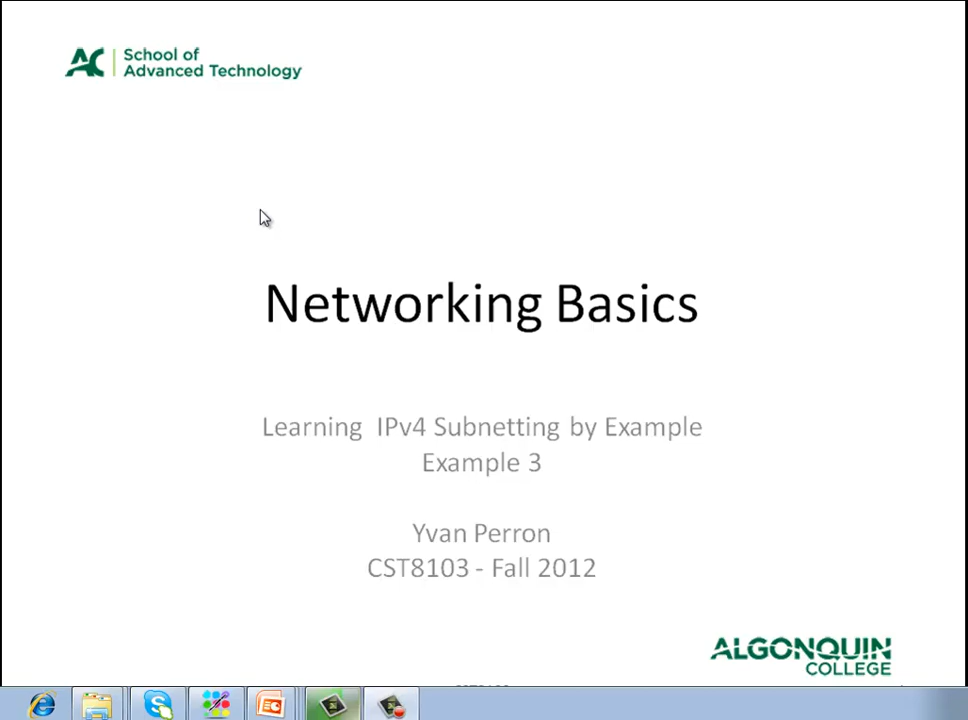 AC School of
Advanced Technology
Networking Basics
Learning IPv4 Subnetting by Example
Example 3
Yvan Perron
CST8103 - Fall 2012
ALGONQUIN
COLLEGE